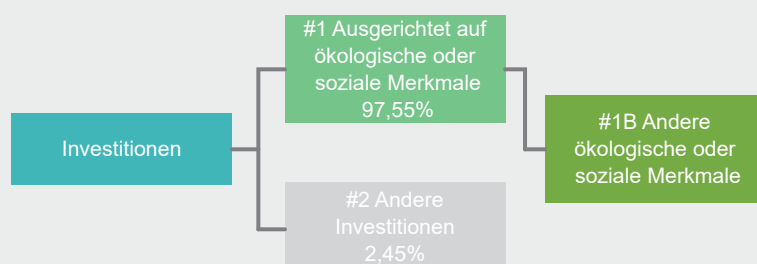 Investitionen
#1 Ausgerichtet auf
ökologische oder
soziale Merkmale
97,55%
#2 Andere
Investitionen
2,45%
#1B Andere
ökologische oder
soziale Merkmale